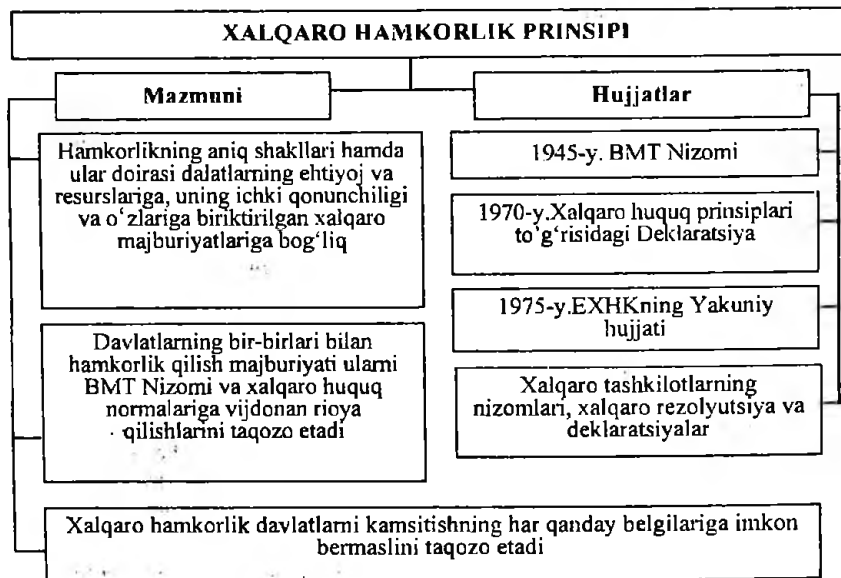 XALQARO HAMKORLIK PRINSIPI
Mazmuni
Hamkorlikning aniq shakllari hamda
ular doirasi dalatlarning ehtiyoj va
resurslariga, uning ichki qonunchiligi
va o‘zlariga biriktirilgan xalqaro
majburiyatlariga bog‘liq
Davlatlarning bir-birlari bilan
hamkorlik qilish majburiyati ularni
BMT Nizomi va xalqaro huquq
normalariga vijdonan rioya
qilishlarini taqozo etadi
Hujjatlar
1945-y. BMT Nizomi
1970-y.Xalqaro huquq prinsiplari
to‘g‘risidagi Deklaratsiya
1975-y.EXHKning Yakuniy
hujjati
Xalqaro tashkilotlarning
nizomlari, xalqaro rezolyutsiya va
deklaratsiyalar
Xalqaro hamkorlik davlatlarni kamsitishning har qanday belgilariga imkon
bermaslini taqozo etadi